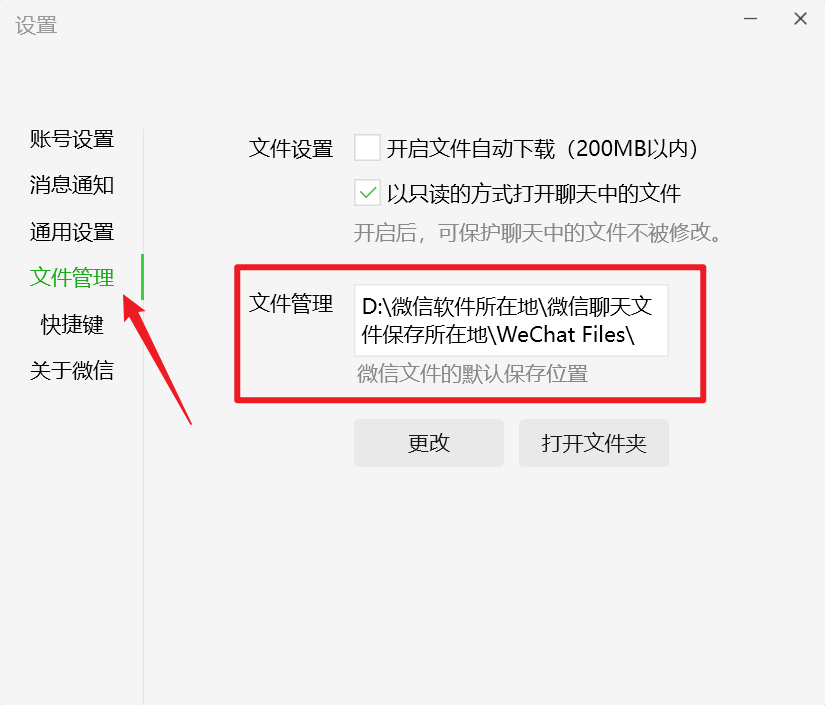 设置
账号设置
消息通知
通用设置
文件管理
快捷键
关于微信
文件设置
开启文件自动下载（200MB以内）
以只读的方式打开聊天中的文件
开启后，可保护聊天中的文件不被修改。
文件管理
D:\微信软件所在地\微信聊天文
件保存所在地\WeChat Files\
微信文件的默认保存位置
更改
打开文件夹